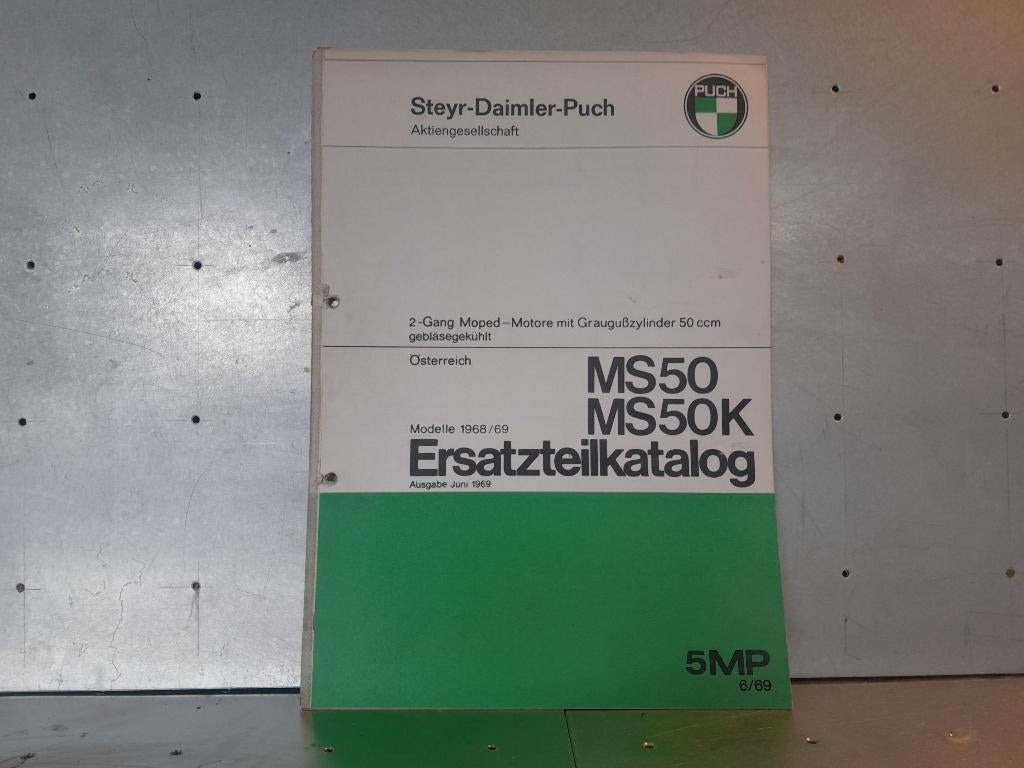 Steyr-Daimler-Puch
Aktiengesellschaft
PUCH
2-Gang Moped–Motore mit Graugußzylinder 50 ccm
gebläsegekühlt
Österreich
MS50
MS50K
Modelle 1968/69
Ersatzteilkatalog
Ausgabe Juni 1969
5MP
6/69